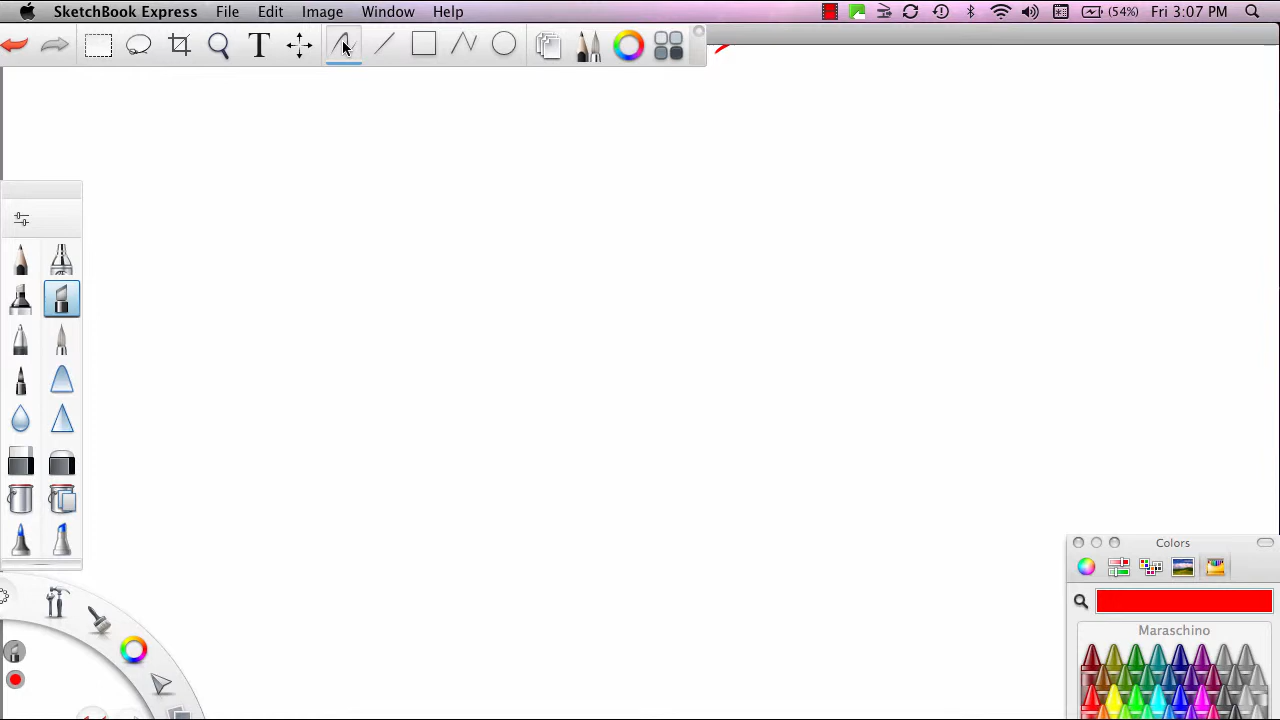 SketchBook Express File Edit Image Window Help (54%) Fri 3:07 PM
T
Colors
Maraschino